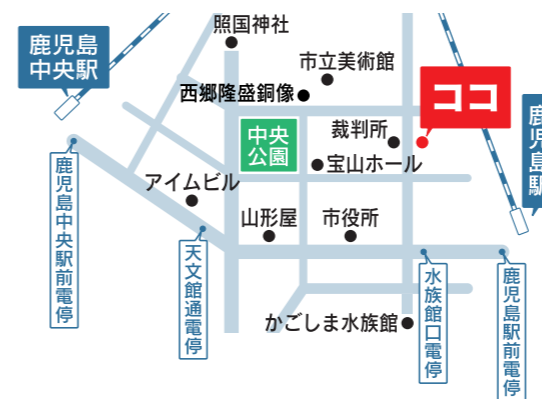 照国神社
鹿児島
中央駅
市立美術館
西郷隆盛銅像
ココ
中央
公園
裁判所
宝山ホール
鹿児島駅
アイムビル
山形屋
市役所
鹿児島中央駅前電停
天文館通電停
水族館口電停
鹿児島駅前電停
かごしま水族館